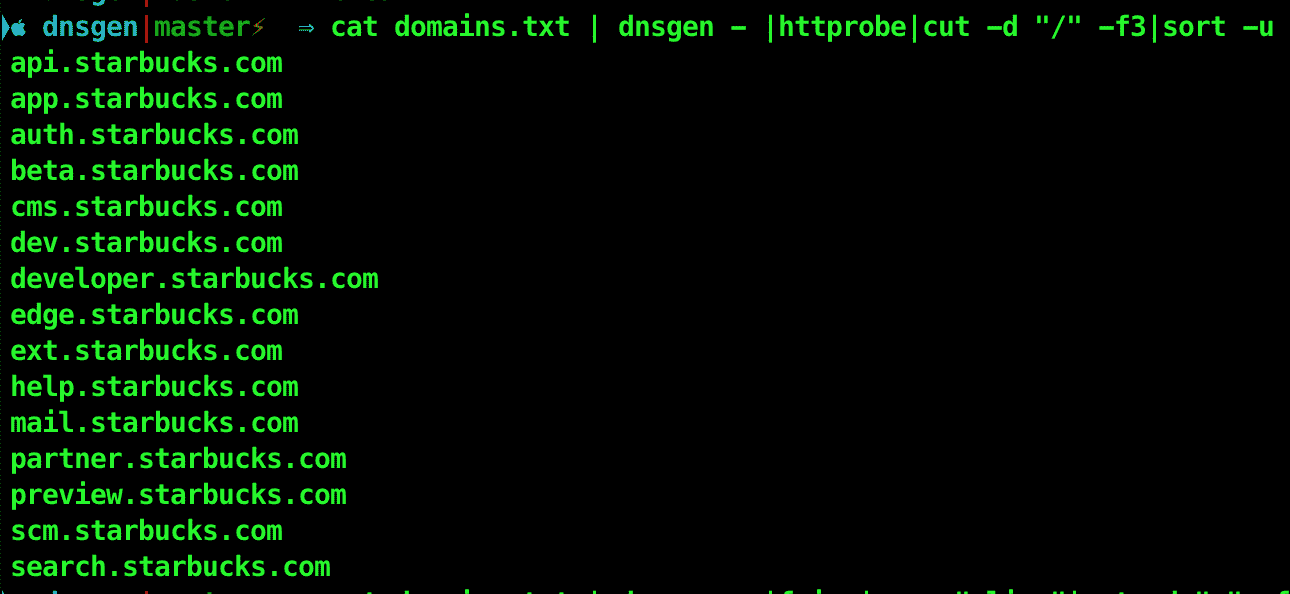 dnsgen|master⚡ ⇒ cat domains.txt | dnsgen - |httprobe|cut -d "/" -f3|sort -u
api.starbucks.com
app.starbucks.com
auth.starbucks.com
beta.starbucks.com
cms.starbucks.com
dev.starbucks.com
developer.starbucks.com
edge.starbucks.com
ext.starbucks.com
help.starbucks.com
mail.starbucks.com
partner.starbucks.com
preview.starbucks.com
scm.starbucks.com
search.starbucks.com